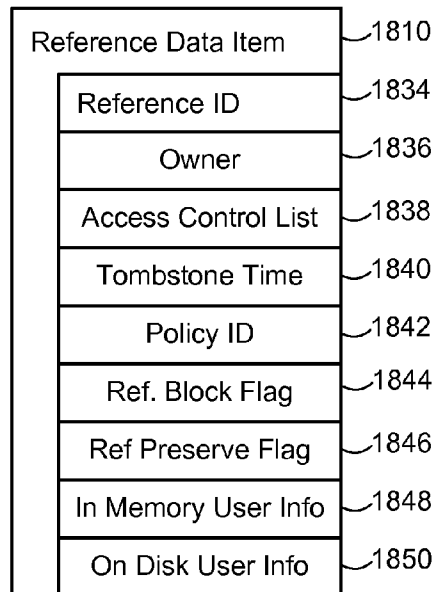 Reference Data Item 1810
Reference ID 1834
Owner 1836
Access Control List 1838
Tombstone Time 1840
Policy ID 1842
Ref. Block Flag 1844
Ref Preserve Flag 1846
In Memory User Info 1848
On Disk User Info 1850